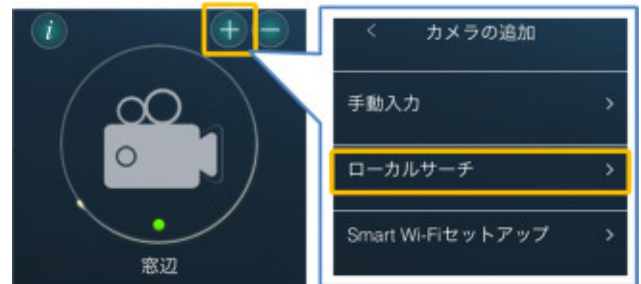 i
+
−
窓辺
< カメラの追加
手動入力 >
ローカルサーチ >
Smart Wi-Fiセットアップ >